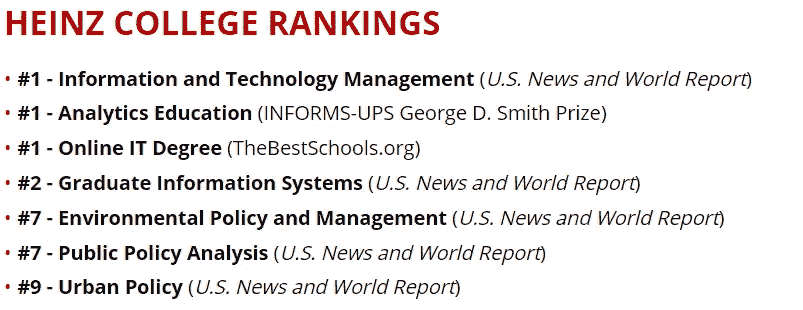 HEINZ COLLEGE RANKINGS
• #1 - Information and Technology Management (U.S. News and World Report)
• #1 - Analytics Education (INFORMS-UPS George D. Smith Prize)
• #1 - Online IT Degree (TheBestSchools.org)
• #2 - Graduate Information Systems (U.S. News and World Report)
• #7 - Environmental Policy and Management (U.S. News and World Report)
• #7 - Public Policy Analysis (U.S. News and World Report)
• #9 - Urban Policy (U.S. News and World Report)